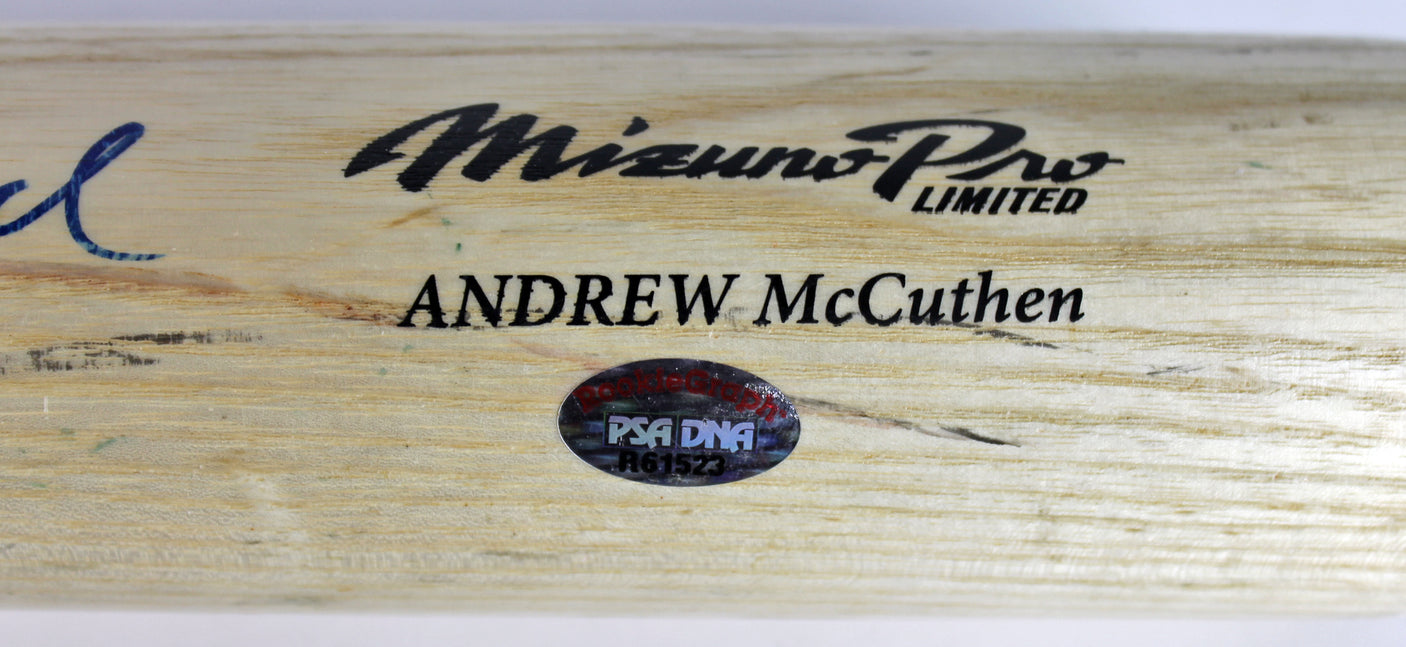 Mizuno Pro
LIMITED
ANDREW McCuthen
RookieGraph
PSA DNA
R61523